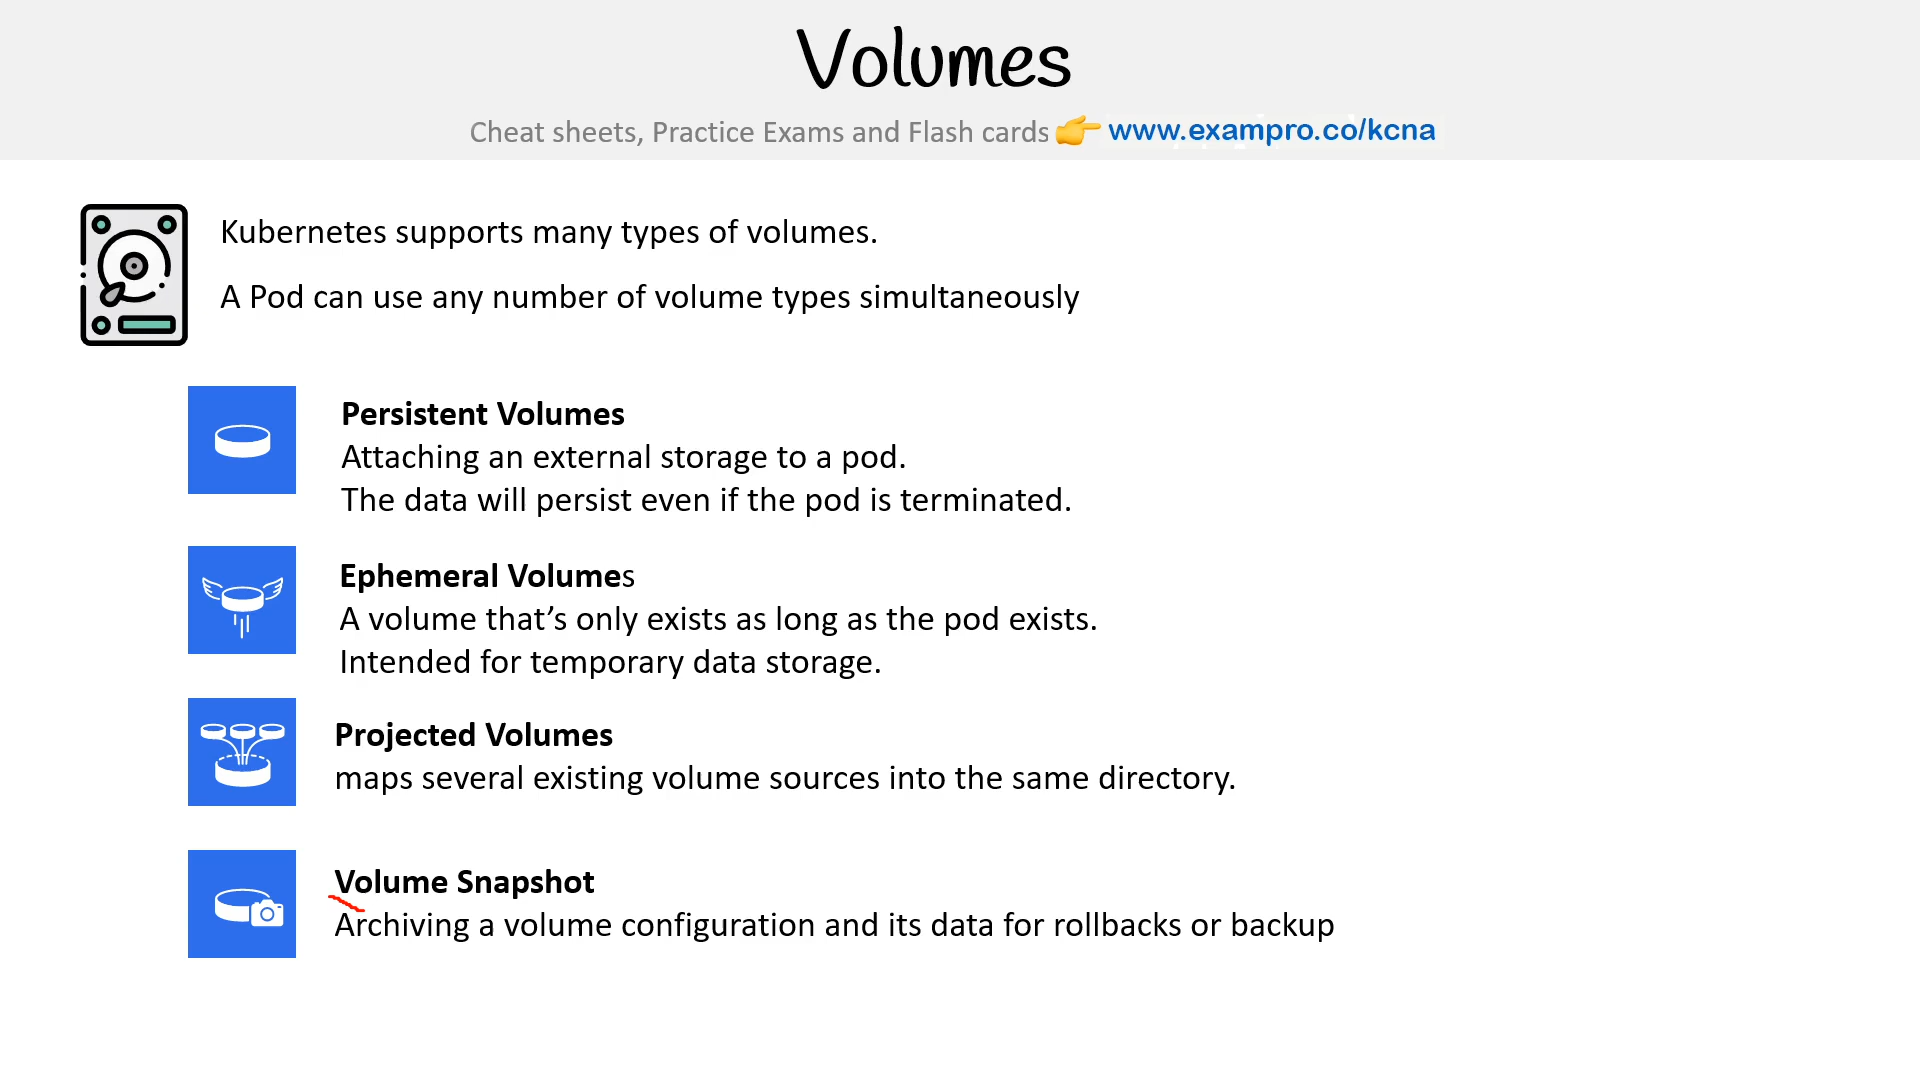 Volumes
Cheat sheets, Practice Exams and Flash cards 👉 www.exampro.co/kcna
Kubernetes supports many types of volumes.
A Pod can use any number of volume types simultaneously
Persistent Volumes
Attaching an external storage to a pod.
The data will persist even if the pod is terminated.
Ephemeral Volumes
A volume that’s only exists as long as the pod exists.
Intended for temporary data storage.
Projected Volumes
maps several existing volume sources into the same directory.
Volume Snapshot
Archiving a volume configuration and its data for rollbacks or backup